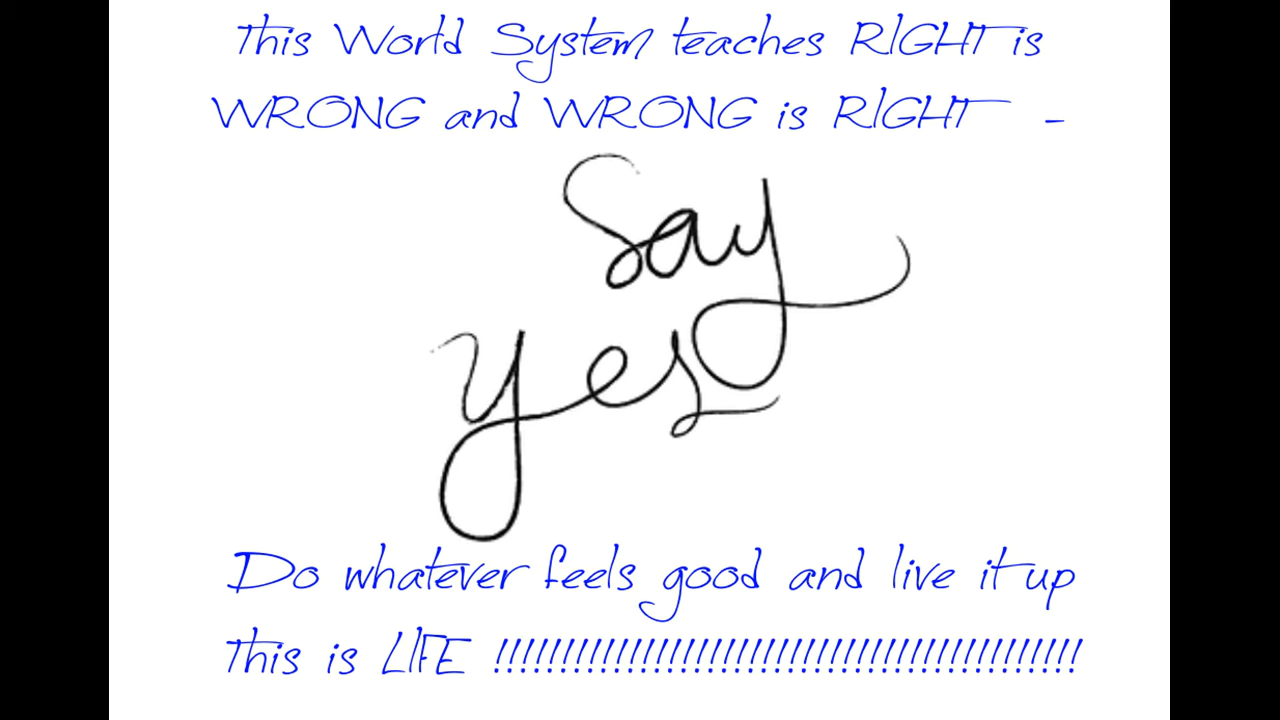 This World System teaches RIGHT is
WRONG and WRONG is RIGHT -
Say
yes
Do whatever feels good and live it up
This is LIFE !!!!!!!!!!!!!!!!!!!!!!!!!!!!!!!!!!!!!!!!!!